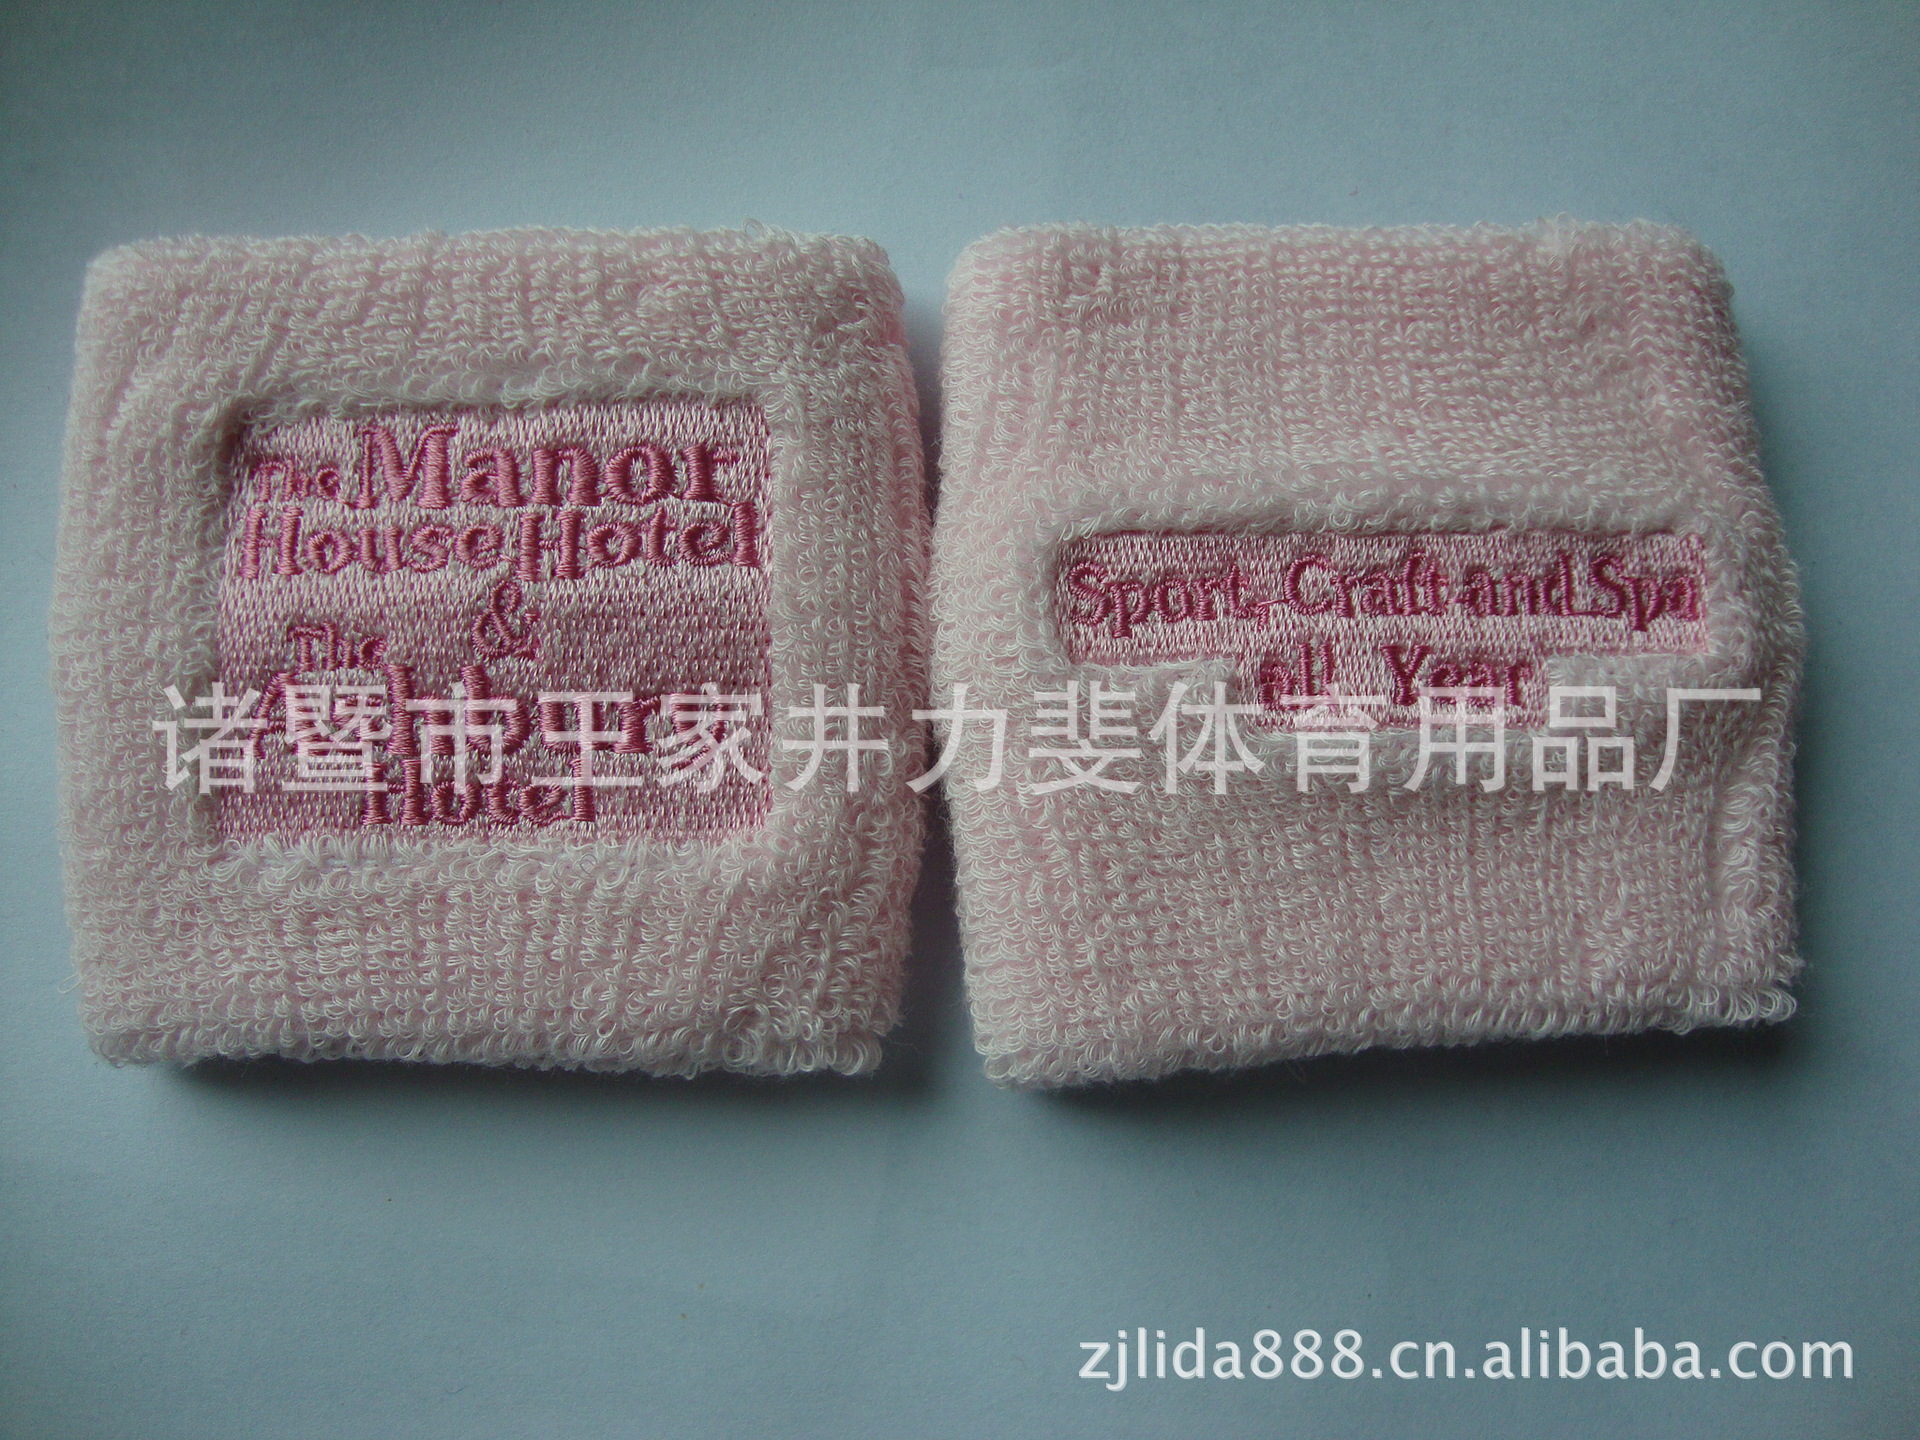 The Manor
House Hotel
&
The
Ashbury
Hotel
Sport, Craft and Spa
all Year
诸暨市王家井力斐体育用品厂
zjlida888.cn.alibaba.com